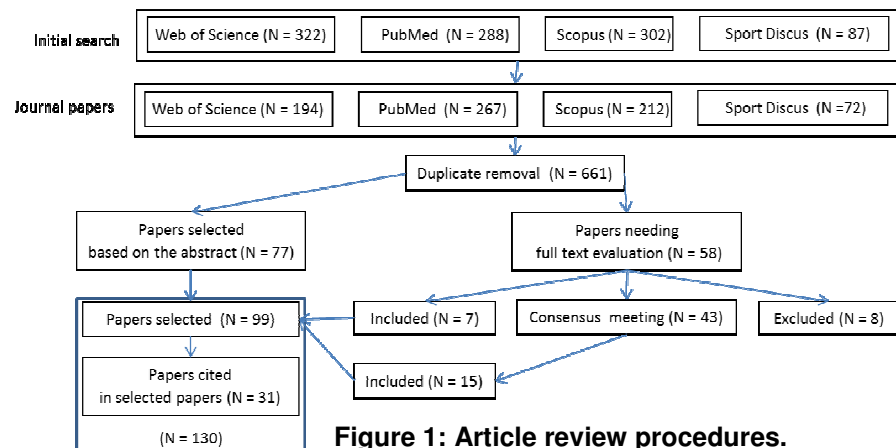 Initial search
Web of Science (N = 322)
PubMed (N = 288)
Scopus (N = 302)
Sport Discus (N = 87)
Journal papers
Web of Science (N = 194)
PubMed (N = 267)
Scopus (N = 212)
Sport Discus (N =72)
Duplicate removal (N = 661)
Papers selected
based on the abstract (N = 77)
Papers needing
full text evaluation (N = 58)
Papers selected (N = 99)
Included (N = 7)
Consensus meeting (N = 43)
Excluded (N = 8)
Papers cited
in selected papers (N = 31)
Included (N = 15)
(N = 130)
Figure 1: Article review procedures.